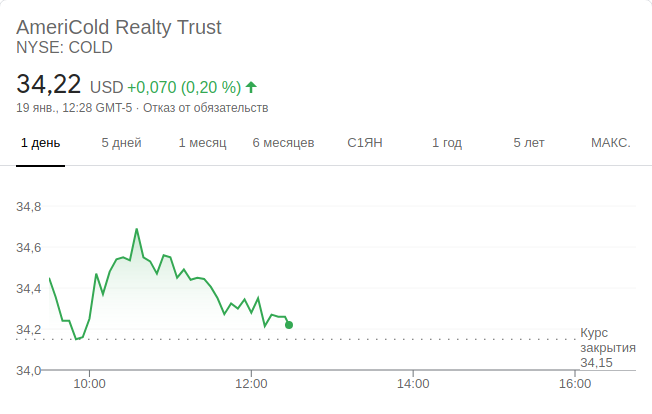 AmeriCold Realty Trust
NYSE: COLD
34,22 USD +0,070 (0,20 %)
19 янв., 12:28 GMT-5 · Отказ от обязательств
1 день 5 дней 1 месяц 6 месяцев С1ЯН 1 год 5 лет МАКС.
34,8
34,6
34,4
34,2
34,0
Курс
закрытия
34,15
10:00 12:00 14:00 16:00